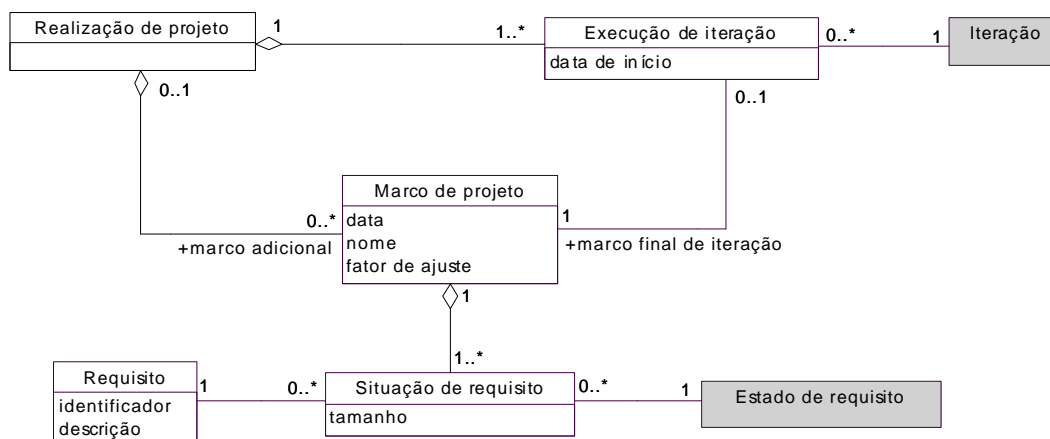 Realização de projeto
1
1..*
Execução de iteração
data de início
0..*
1
Iteração
0..1
0..1
Marco de projeto
data
nome
fator de ajuste
0..*
+marco adicional
1
+marco final de iteração
1
1..*
Requisito
identificador
descrição
1
0..*
Situação de requisito
tamanho
0..*
1
Estado de requisito